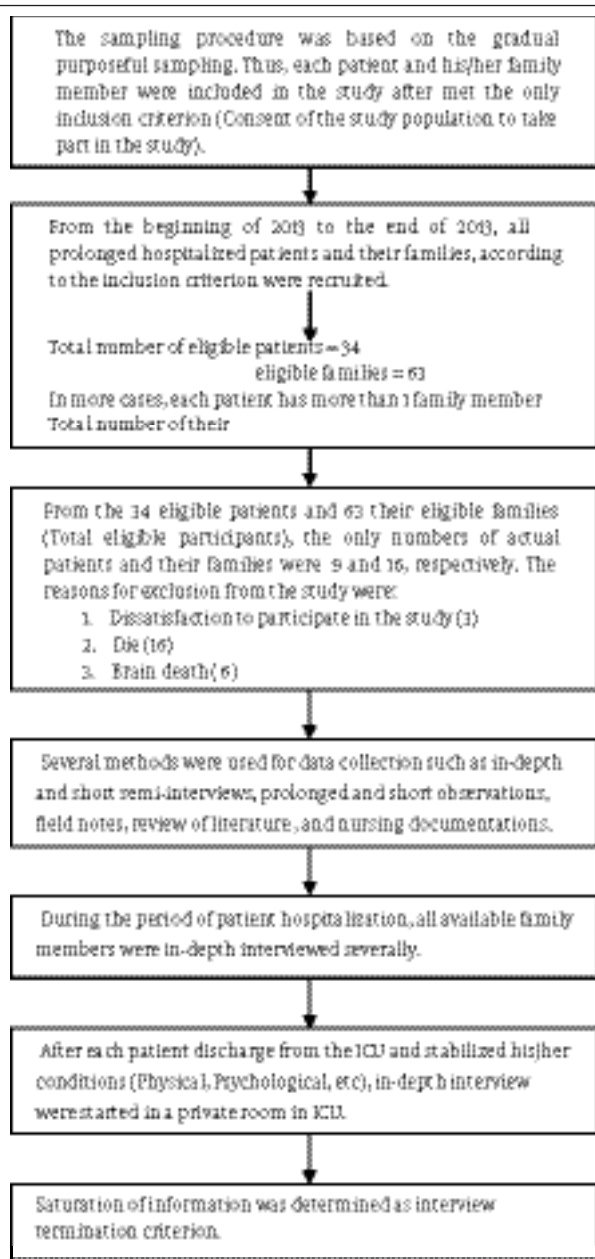 The sampling procedure was based on the gradual
purposeful sampling. Thus, each patient and his/her family
member were included in the study after met the only
inclusion criterion (Consent of the study population to take
part in the study).
From the beginning of 2013 to the end of 2013, all
prolonged hospitalized patients and their families, according
to the inclusion criterion were recruited.
Total number of eligible patients = 34
eligible families = 63
In more cases, each patient has more than 1 family member
Total number of their
From the 34 eligible patients and 63 their eligible families
(Total eligible participants), the only numbers of actual
patients and their families were 9 and 16, respectively. The
reasons for exclusion from the study were:
1. Dissatisfaction to participate in the study (3)
2. Die (16)
3. Brain death( 6)
Several methods were used for data collection such as in-depth
and short semi-interviews, prolonged and short observations,
field notes, review of literature, and nursing documentations.
During the period of patient hospitalization, all available family
members were in-depth interviewed severally.
After each patient discharge from the ICU and stabilized his/her
conditions (Physical, Psychological, etc), in-depth interview
were started in a private room in ICU.
Saturation of information was determined as interview
termination criterion.